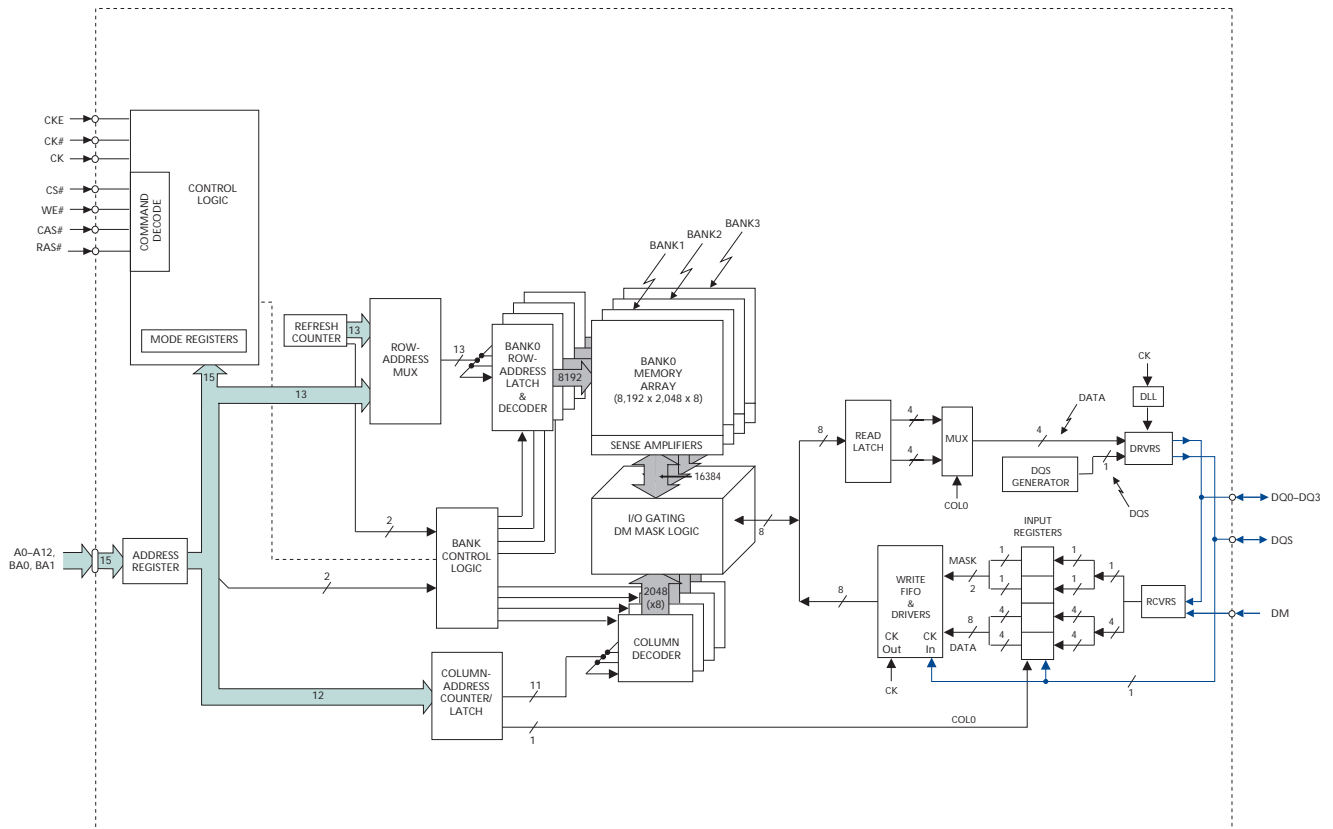 CKE
CK#
CK
CS#
WE#
CAS#
RAS#
COMMAND
DECODE
CONTROL
LOGIC
MODE REGISTERS
15
REFRESH
COUNTER
13
13
ROW-
ADDRESS
MUX
13
BANK0
ROW-
ADDRESS
LATCH
&
DECODER
8192
BANK1
BANK2
BANK3
BANK0
MEMORY
ARRAY
(8,192 x 2,048 x 8)
SENSE AMPLIFIERS
16384
I/O GATING
DM MASK LOGIC
8
2048
(x8)
COLUMN
DECODER
A0–A12,
BA0, BA1
15
ADDRESS
REGISTER
2
2
BANK
CONTROL
LOGIC
12
COLUMN-
ADDRESS
COUNTER/
LATCH
11
1
COL0
8
READ
LATCH
4
4
MUX
COL0
4
DATA
DQS
GENERATOR
1
DQS
CK
DLL
DRVRS
DQ0–DQ3
DQS
DM
RCVRS
INPUT
REGISTERS
1
1
4
4
1
1
4
4
1
4
MASK
2
8
DATA
WRITE
FIFO
&
DRIVERS
CK
Out
CK
In
CK
8
1